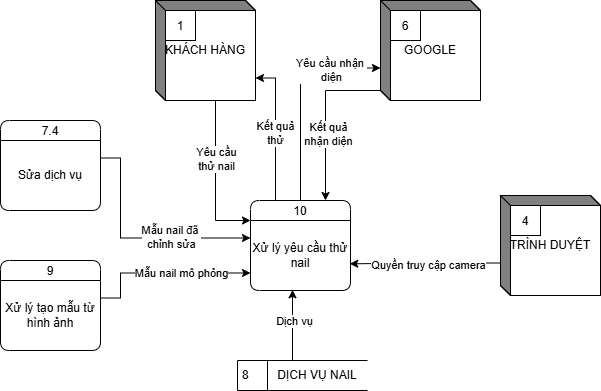 1
KHÁCH HÀNG
6
GOOGLE
Yêu cầu nhận
diện
Kết quả
thử
Kết quả
nhận diện
Yêu cầu
thử nail
7.4
Sửa dịch vụ
10
Xử lý yêu cầu thử
nail
4
TRÌNH DUYỆT
Mẫu nail đã
chỉnh sửa
Quyền truy cập camera
9
Xử lý tạo mẫu từ
hình ảnh
Mẫu nail mô phỏng
Dịch vụ
8
DỊCH VỤ NAIL